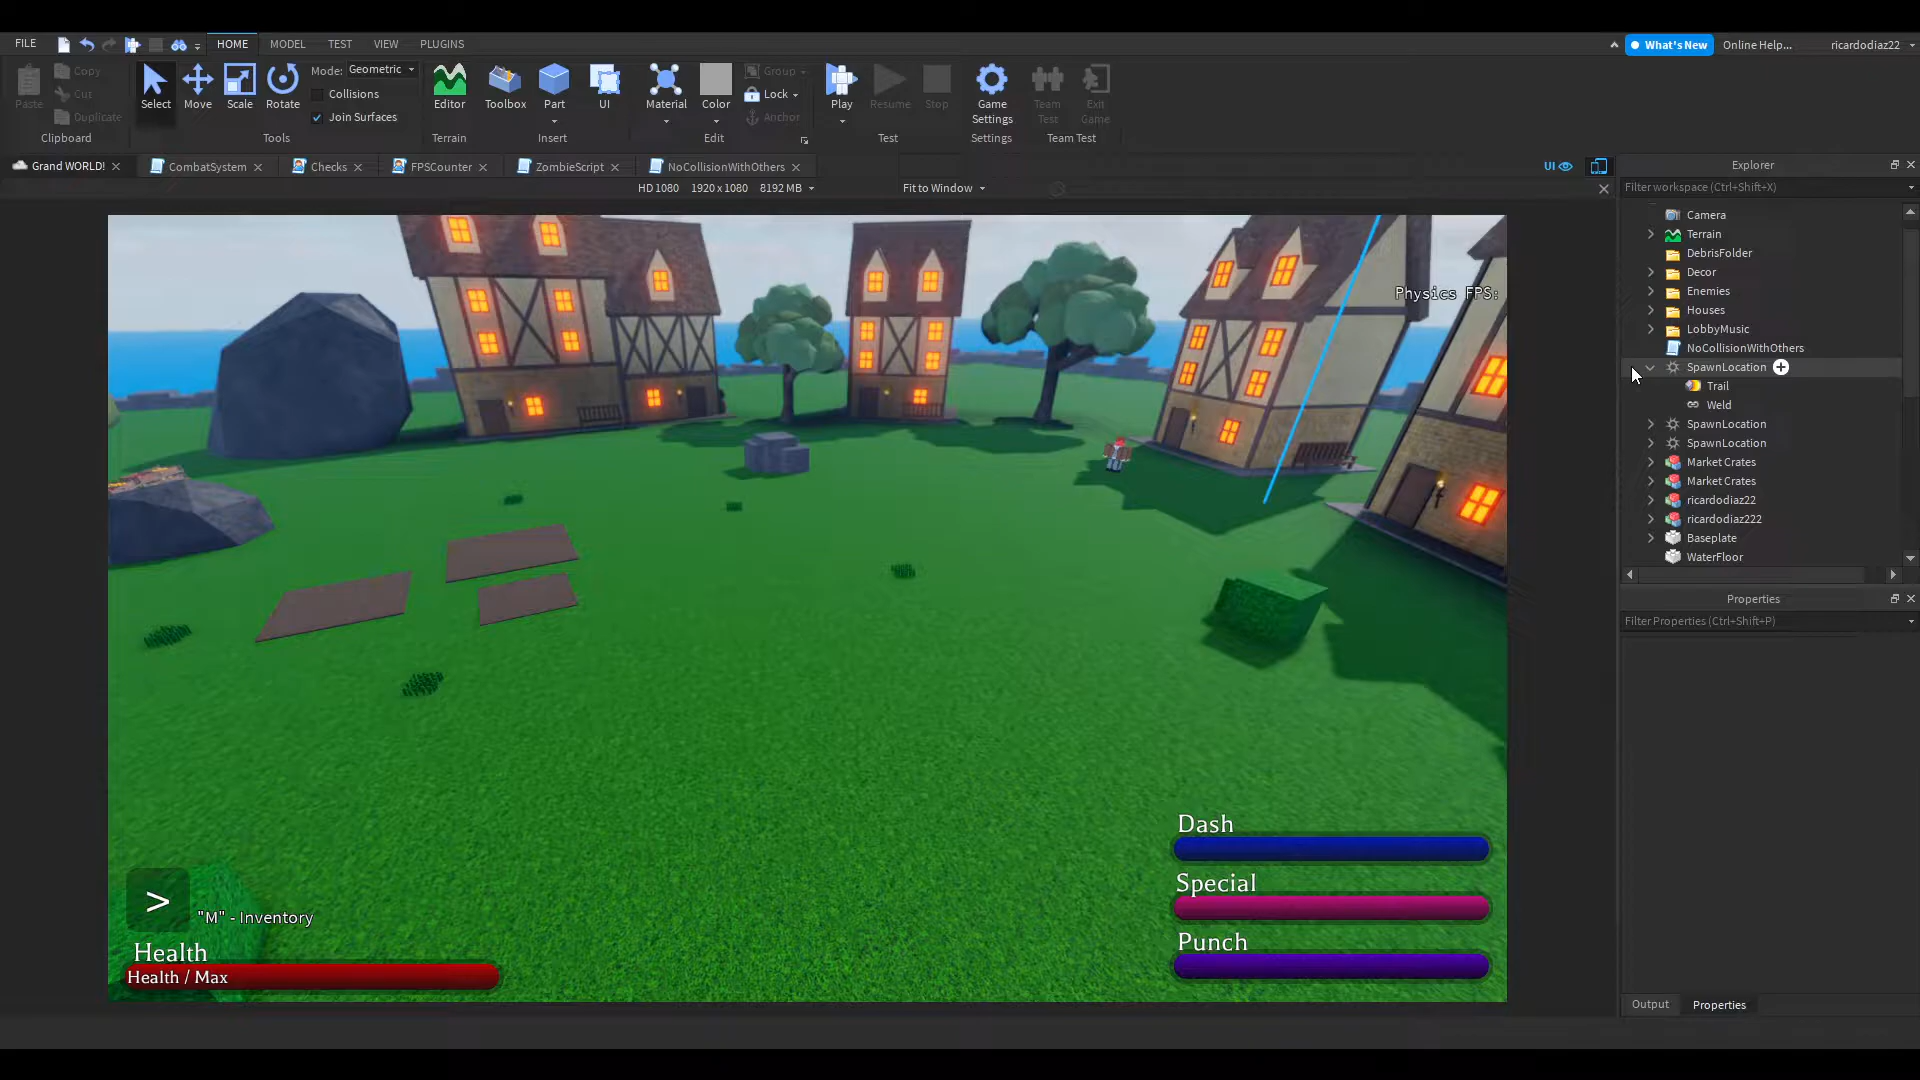 FILE
HOME
MODEL
TEST
VIEW
PLUGINS
What's New
Online Help...
ricardodiaz22
Paste
Copy
Cut
Duplicate
Clipboard
Select
Move
Scale
Rotate
Mode: Geometric
Collisions
Join Surfaces
Tools
Editor
Terrain
Toolbox
Part
UI
Insert
Material
Color
Group
Lock
Anchor
Edit
Play
Resume
Stop
Test
Game Settings
Settings
Team Test
Exit Game
Team Test
Grand WORLD!
CombatSystem
Checks
FPSCounter
ZombieScript
NoCollisionWithOthers
UI
HD 1080 1920 x 1080 8192 MB
Fit to Window
Explorer
Filter workspace (Ctrl+Shift+X)
Camera
Terrain
DebrisFolder
Decor
Enemies
Houses
LobbyMusic
NoCollisionWithOthers
SpawnLocation
Trail
Weld
SpawnLocation
SpawnLocation
Market Crates
Market Crates
ricardodiaz22
ricardodiaz222
Baseplate
WaterFloor
Properties
Filter Properties (Ctrl+Shift+P)
Output
Properties
Physics FPS:
Dash
Special
Punch
>
"M" - Inventory
Health
Health / Max